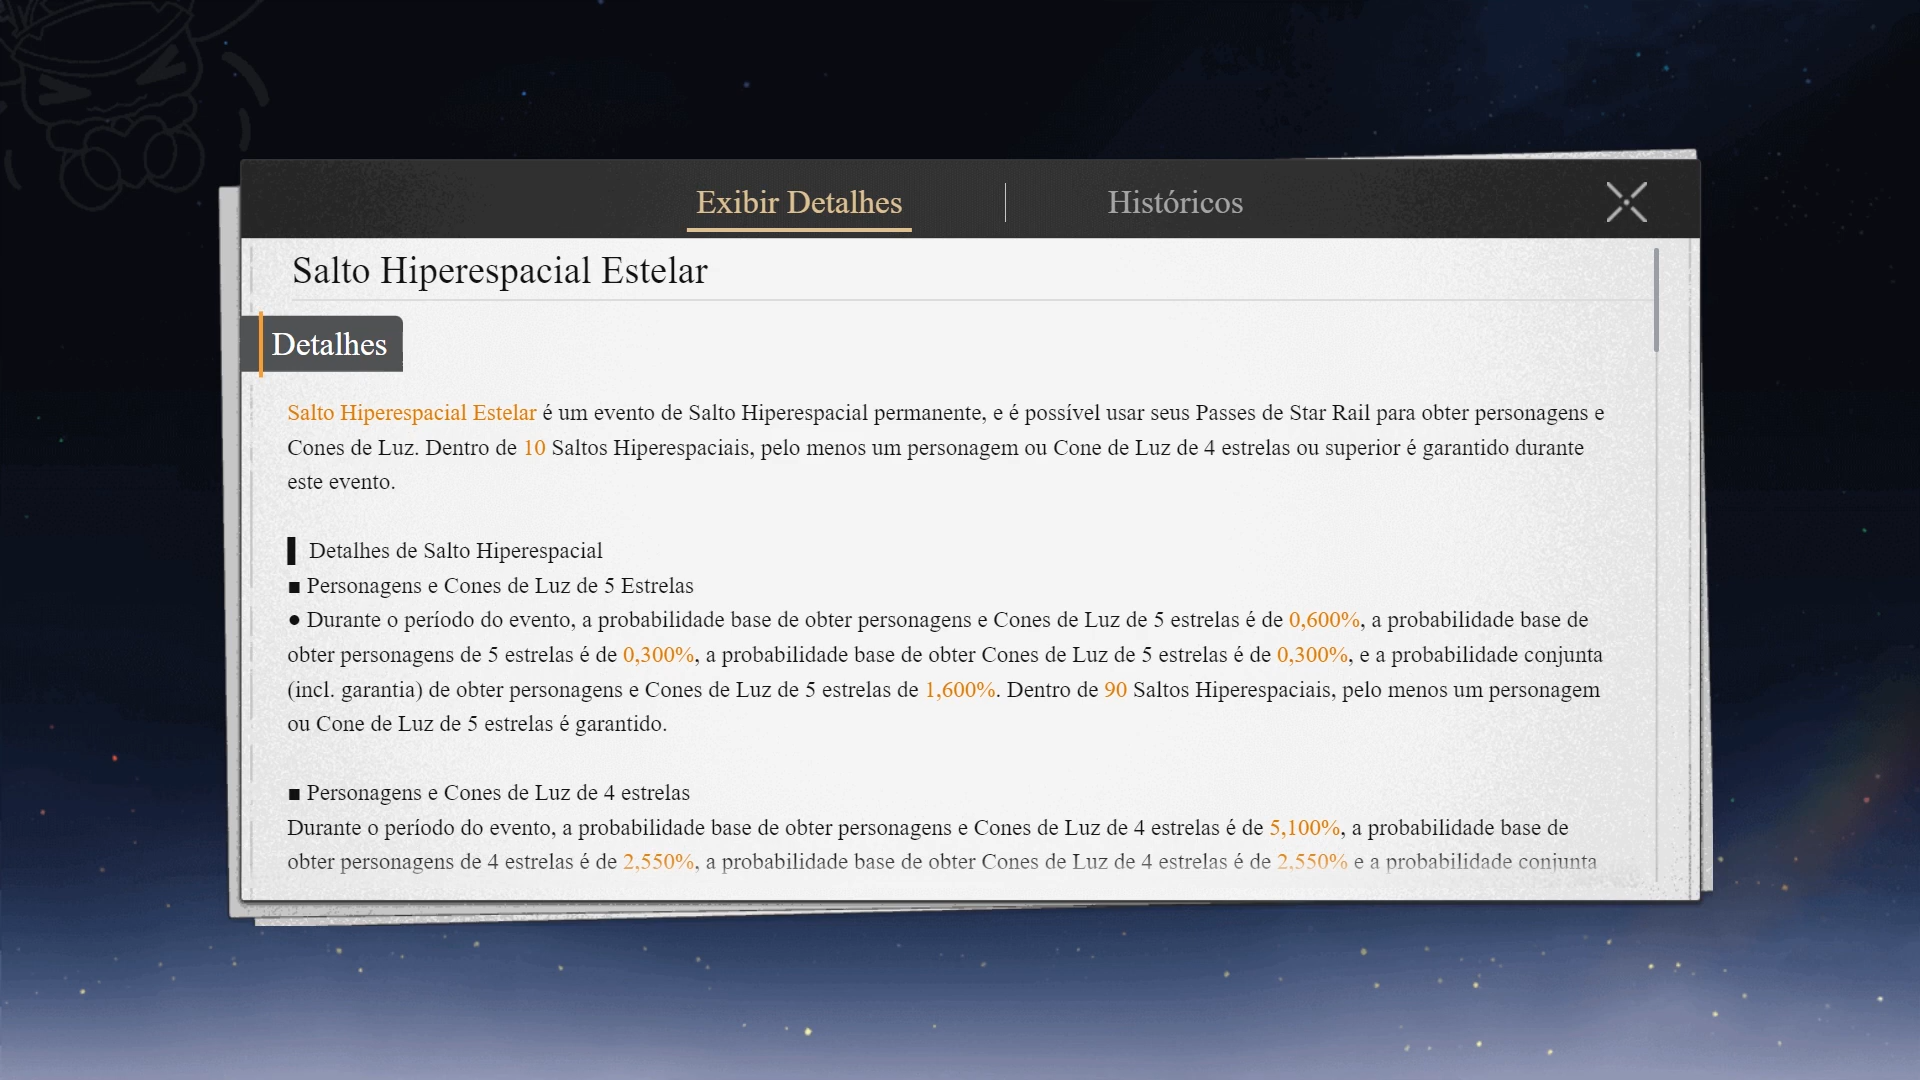 Exibir Detalhes
Históricos
Salto Hiperespacial Estelar
Detalhes
Salto Hiperespacial Estelar é um evento de Salto Hiperespacial permanente, e é possível usar seus Passes de Star Rail para obter personagens e
Cones de Luz. Dentro de 10 Saltos Hiperespaciais, pelo menos um personagem ou Cone de Luz de 4 estrelas ou superior é garantido durante
este evento.
▌ Detalhes de Salto Hiperespacial
■ Personagens e Cones de Luz de 5 Estrelas
● Durante o período do evento, a probabilidade base de obter personagens e Cones de Luz de 5 estrelas é de 0,600%, a probabilidade base de
obter personagens de 5 estrelas é de 0,300%, a probabilidade base de obter Cones de Luz de 5 estrelas é de 0,300%, e a probabilidade conjunta
(incl. garantia) de obter personagens e Cones de Luz de 5 estrelas de 1,600%. Dentro de 90 Saltos Hiperespaciais, pelo menos um personagem
ou Cone de Luz de 5 estrelas é garantido.
■ Personagens e Cones de Luz de 4 estrelas
Durante o período do evento, a probabilidade base de obter personagens e Cones de Luz de 4 estrelas é de 5,100%, a probabilidade base de
obter personagens de 4 estrelas é de 2,550%, a probabilidade base de obter Cones de Luz de 4 estrelas é de 2,550% e a probabilidade conjunta